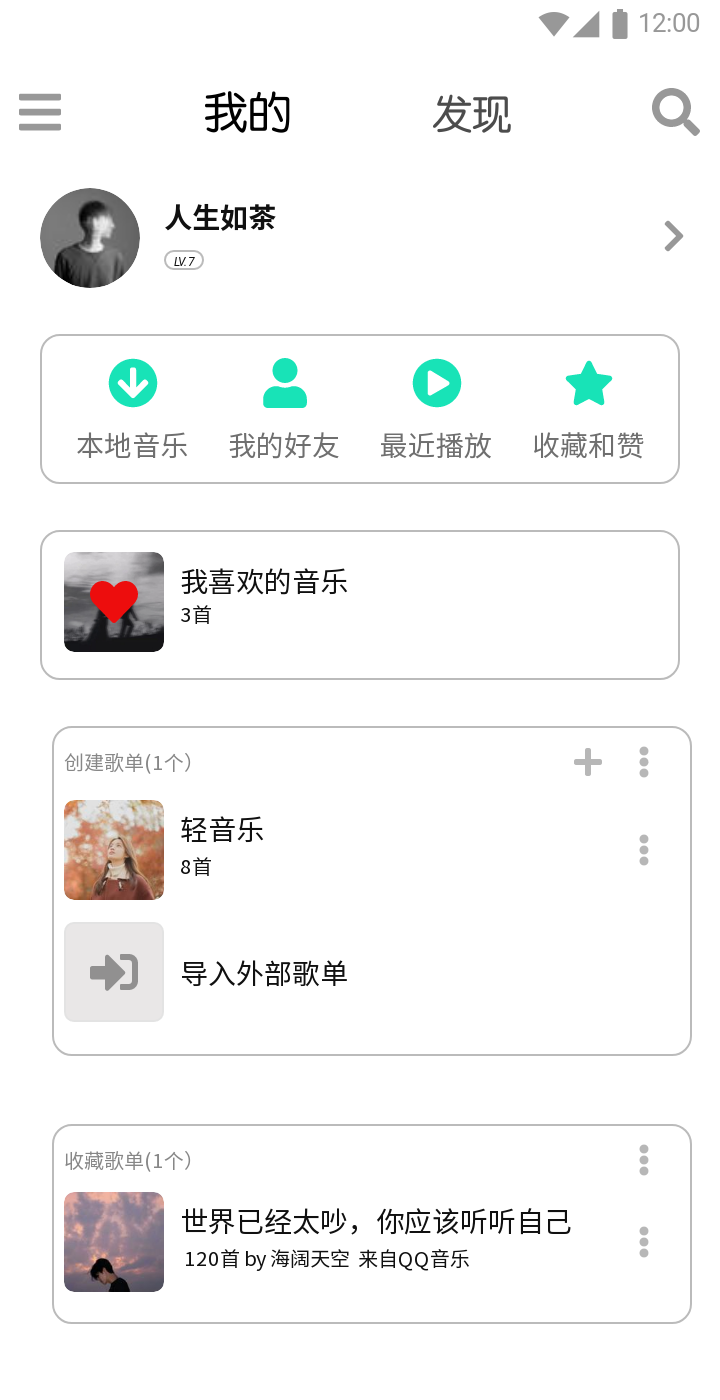 12:00
我的 发现
人生如茶
LV.7
本地音乐 我的好友 最近播放 收藏和赞
我喜欢的音乐
3首
创建歌单(1个）
轻音乐
8首
导入外部歌单
收藏歌单(1个）
世界已经太吵，你应该听听自己
120首 by 海阔天空 来自QQ音乐